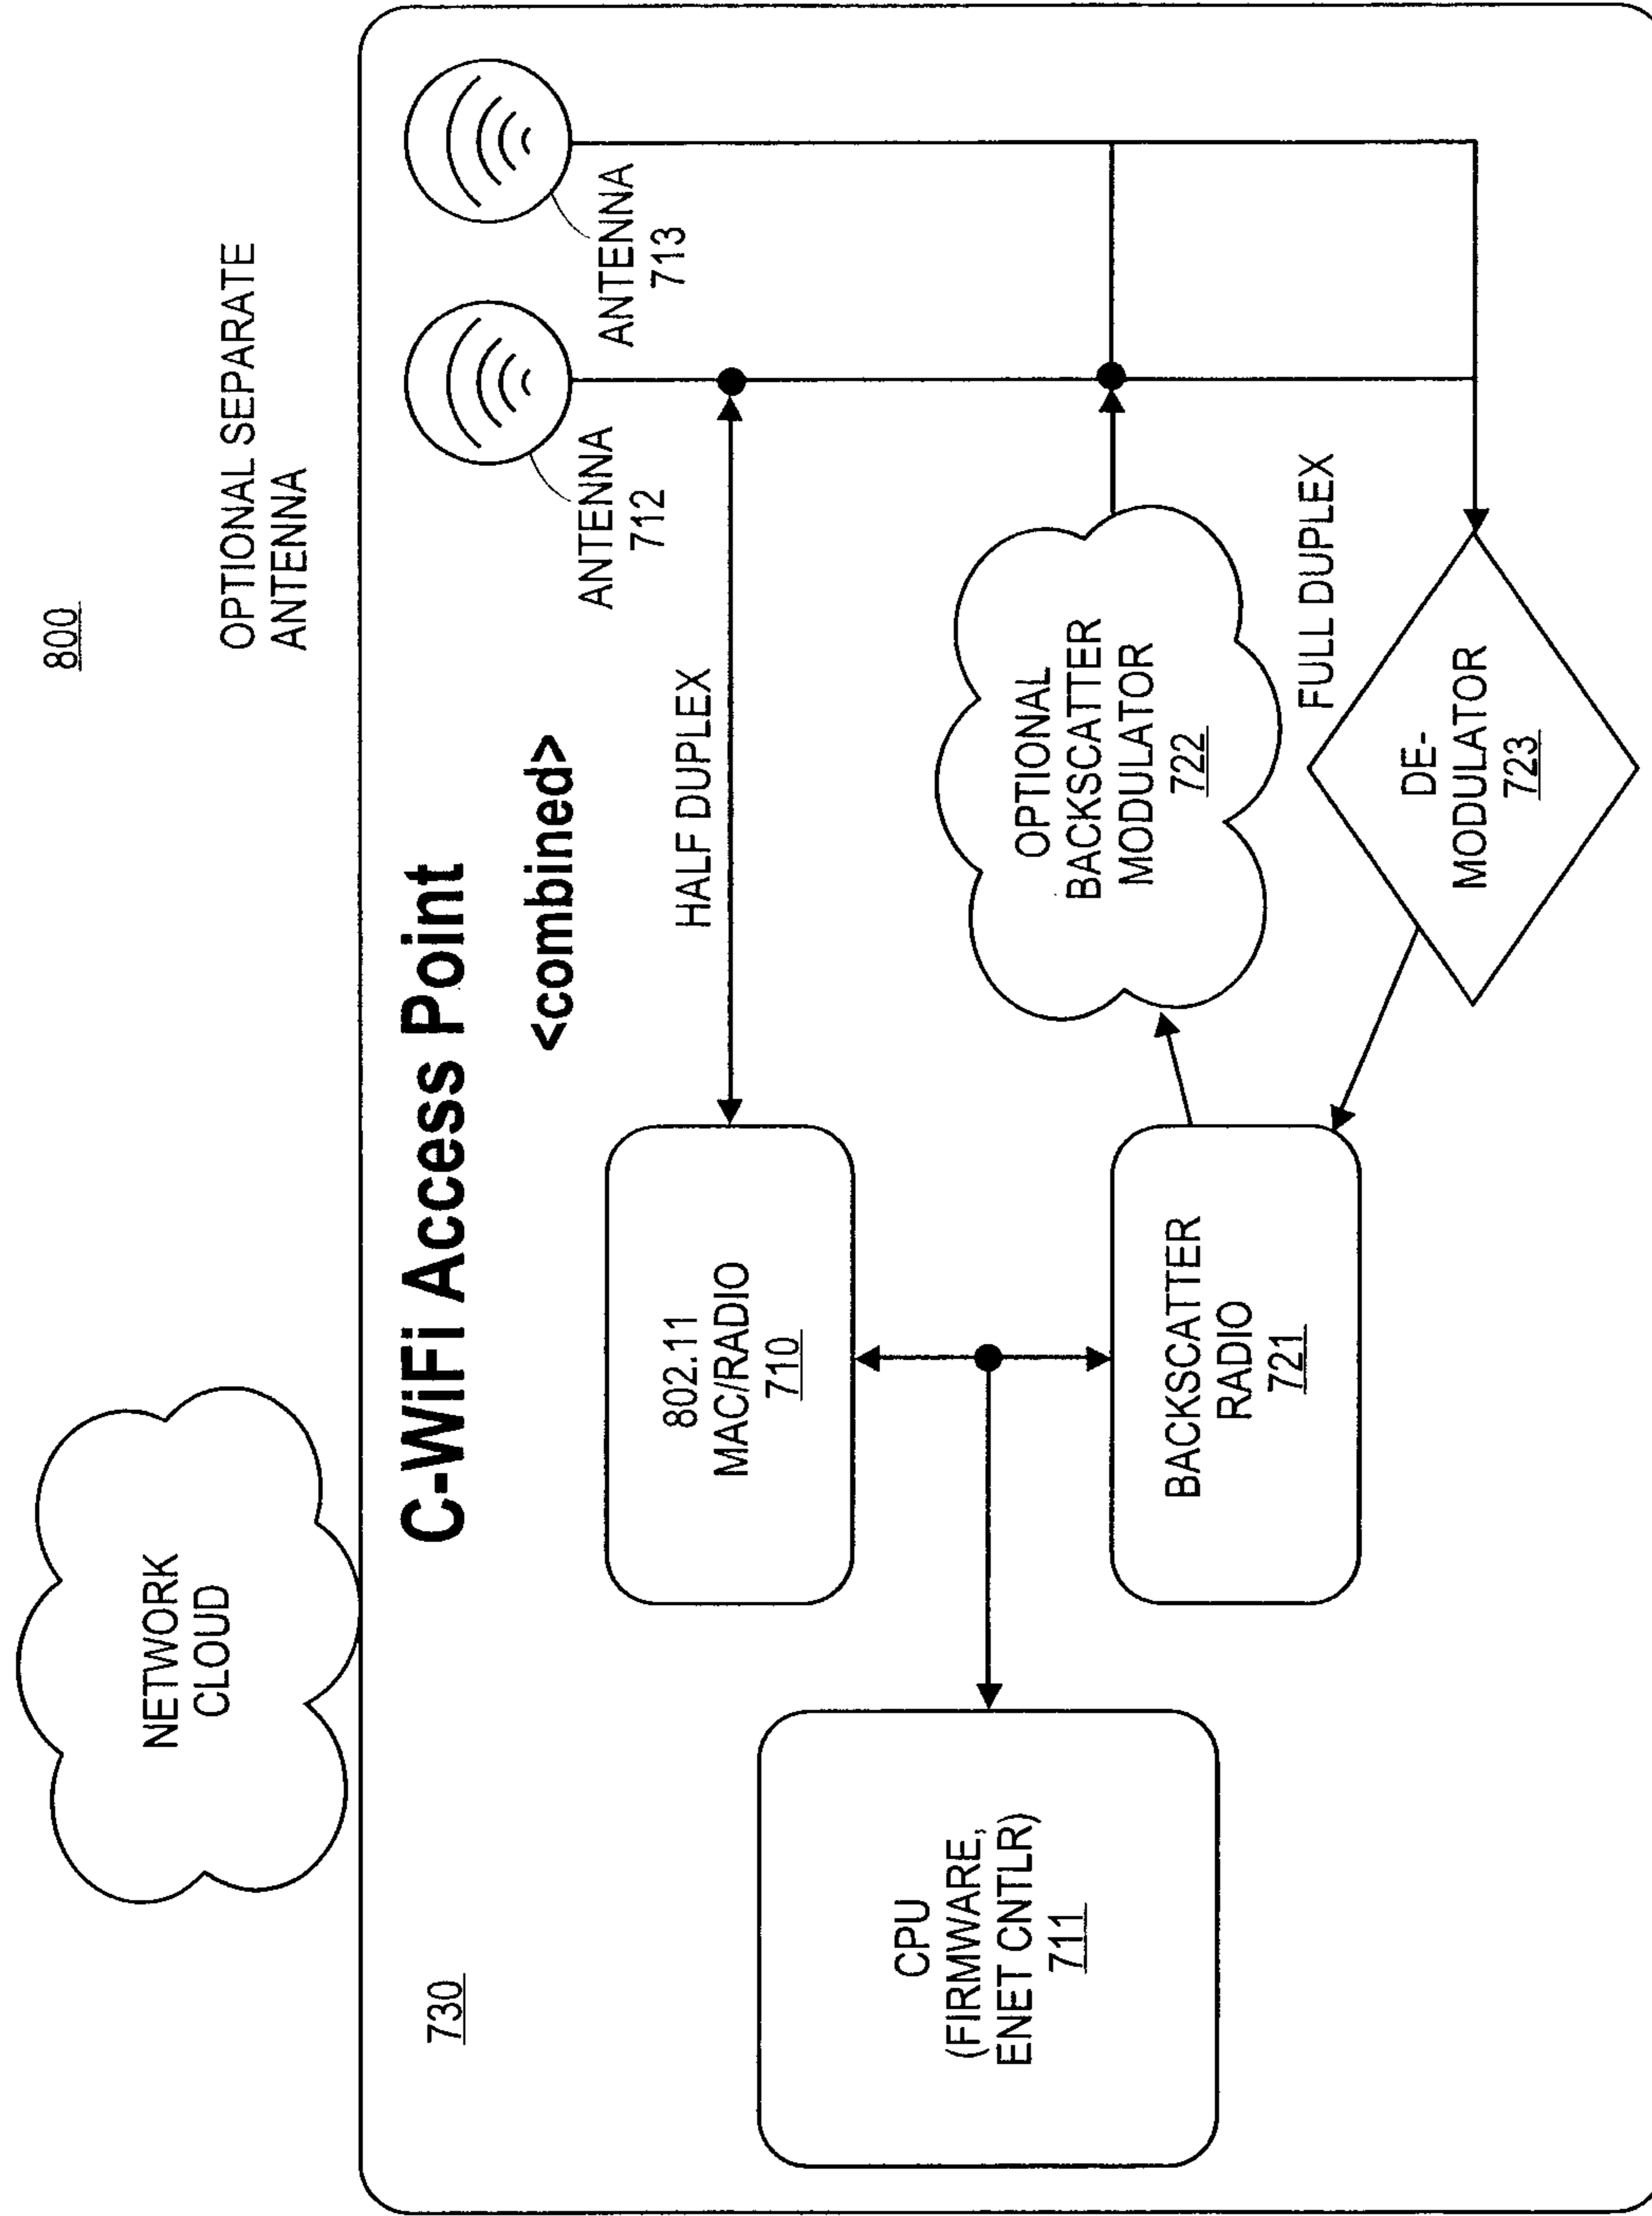 800
NETWORK
CLOUD
OPTIONAL SEPARATE
ANTENNA
730
C-WiFi Access Point
<combined>
ANTENNA
712
ANTENNA
713
HALF DUPLEX
802.11
MAC/RADIO
710
CPU
(FIRMWARE,
ENET CNTLR)
711
OPTIONAL
BACKSCATTER
MODULATOR
722
BACKSCATTER
RADIO
721
FULL DUPLEX
DE-
MODULATOR
723